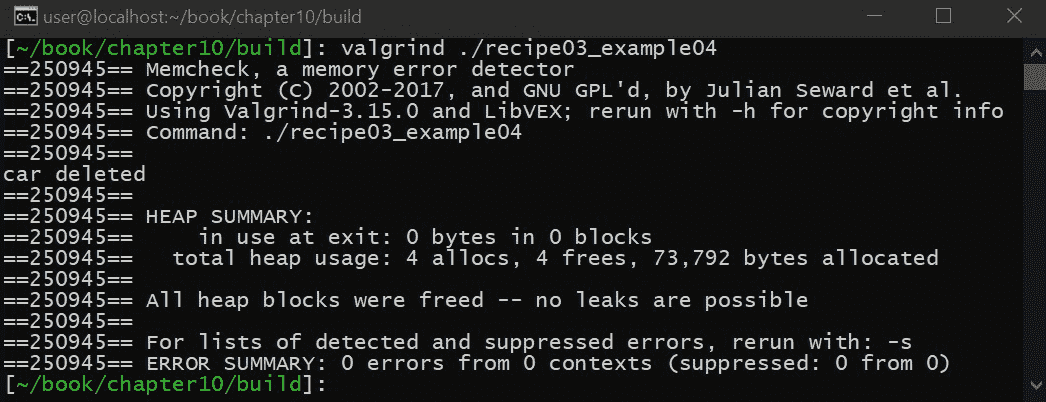 user@localhost:~/book/chapter10/build
[~/book/chapter10/build]: valgrind ./recipe03_example04
==250945== Memcheck, a memory error detector
==250945== Copyright (C) 2002-2017, and GNU GPL'd, by Julian Seward et al.
==250945== Using Valgrind-3.15.0 and LibVEX; rerun with -h for copyright info
==250945== Command: ./recipe03_example04
==250945==
car deleted
==250945==
==250945== HEAP SUMMARY:
==250945==     in use at exit: 0 bytes in 0 blocks
==250945==   total heap usage: 4 allocs, 4 frees, 73,792 bytes allocated
==250945==
==250945== All heap blocks were freed -- no leaks are possible
==250945==
==250945== For lists of detected and suppressed errors, rerun with: -s
==250945== ERROR SUMMARY: 0 errors from 0 contexts (suppressed: 0 from 0)
[~/book/chapter10/build]: